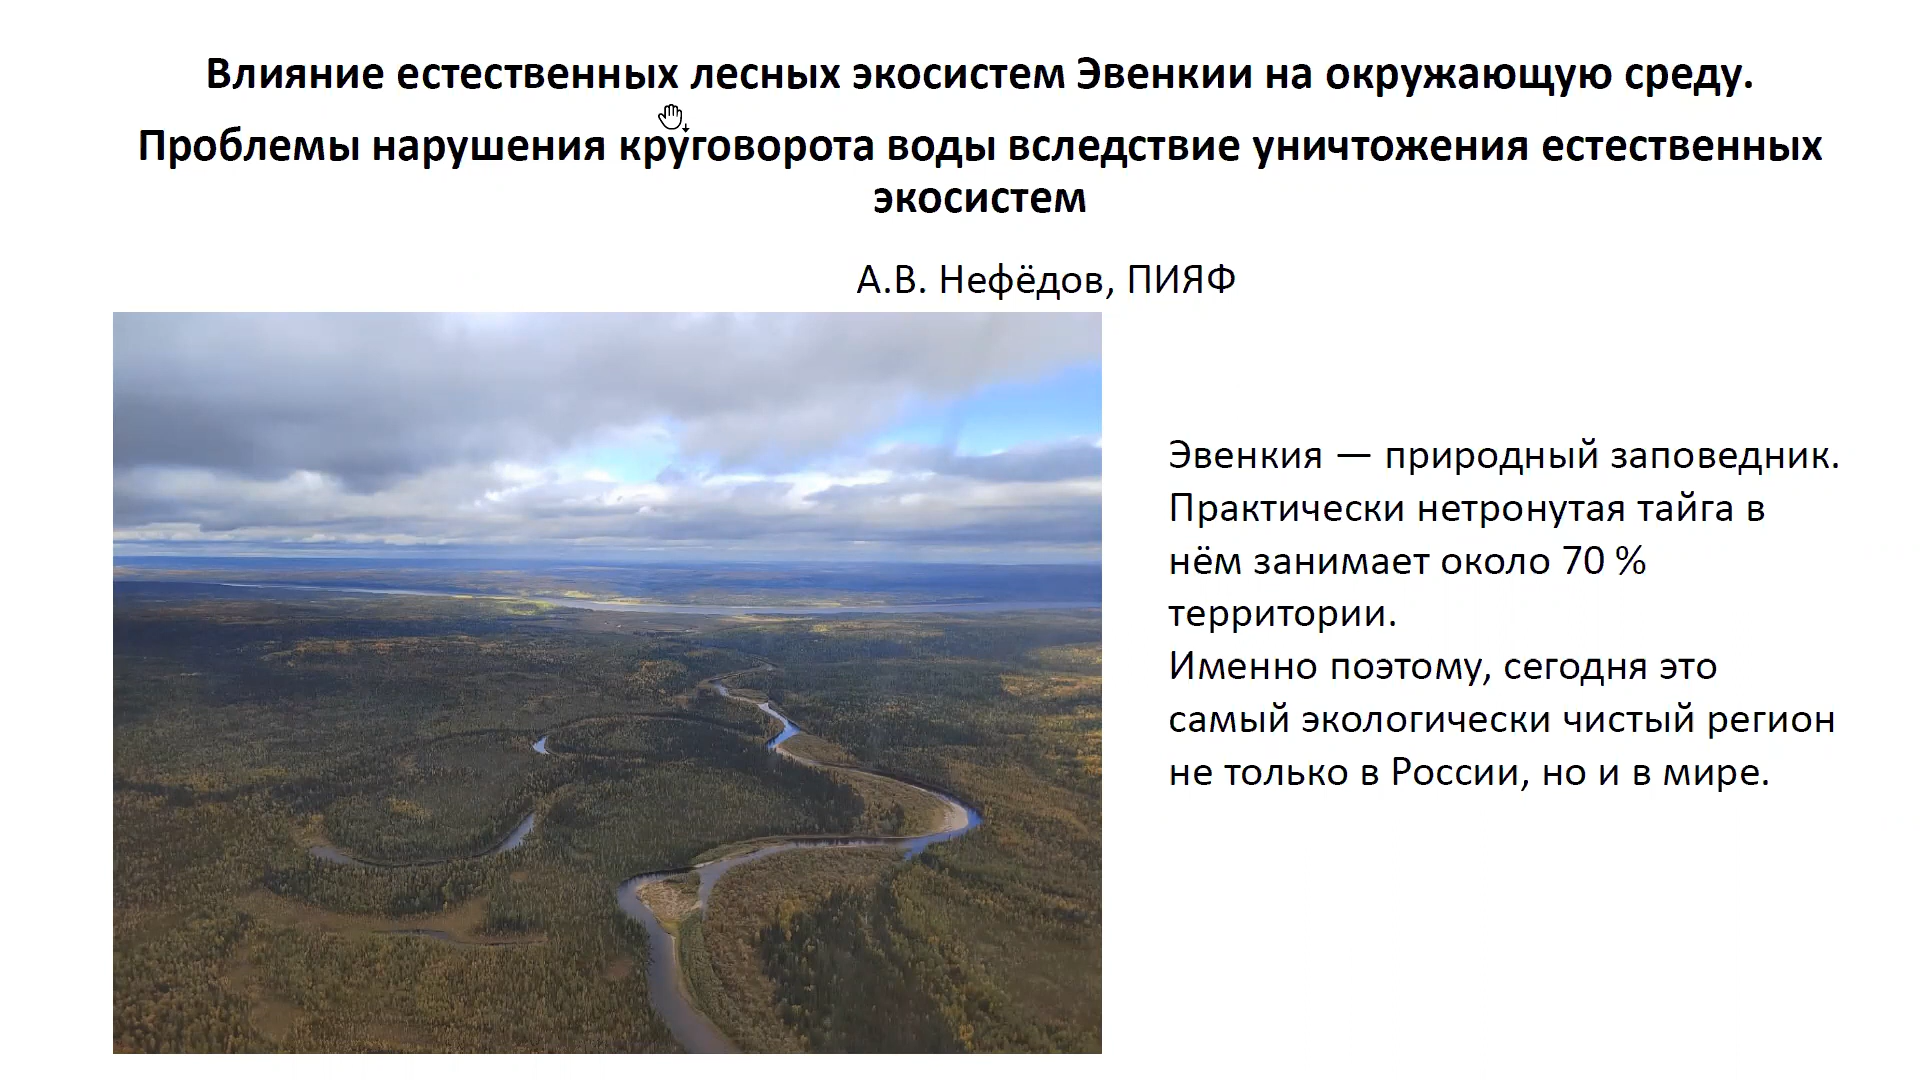 Влияние естественных лесных экосистем Эвенкии на окружающую среду.
Проблемы нарушения круговорота воды вследствие уничтожения естественных
экосистем
А.В. Нефёдов, ПИЯФ
Эвенкия — природный заповедник.
Практически нетронутая тайга в
нём занимает около 70 %
территории.
Именно поэтому, сегодня это
самый экологически чистый регион
не только в России, но и в мире.